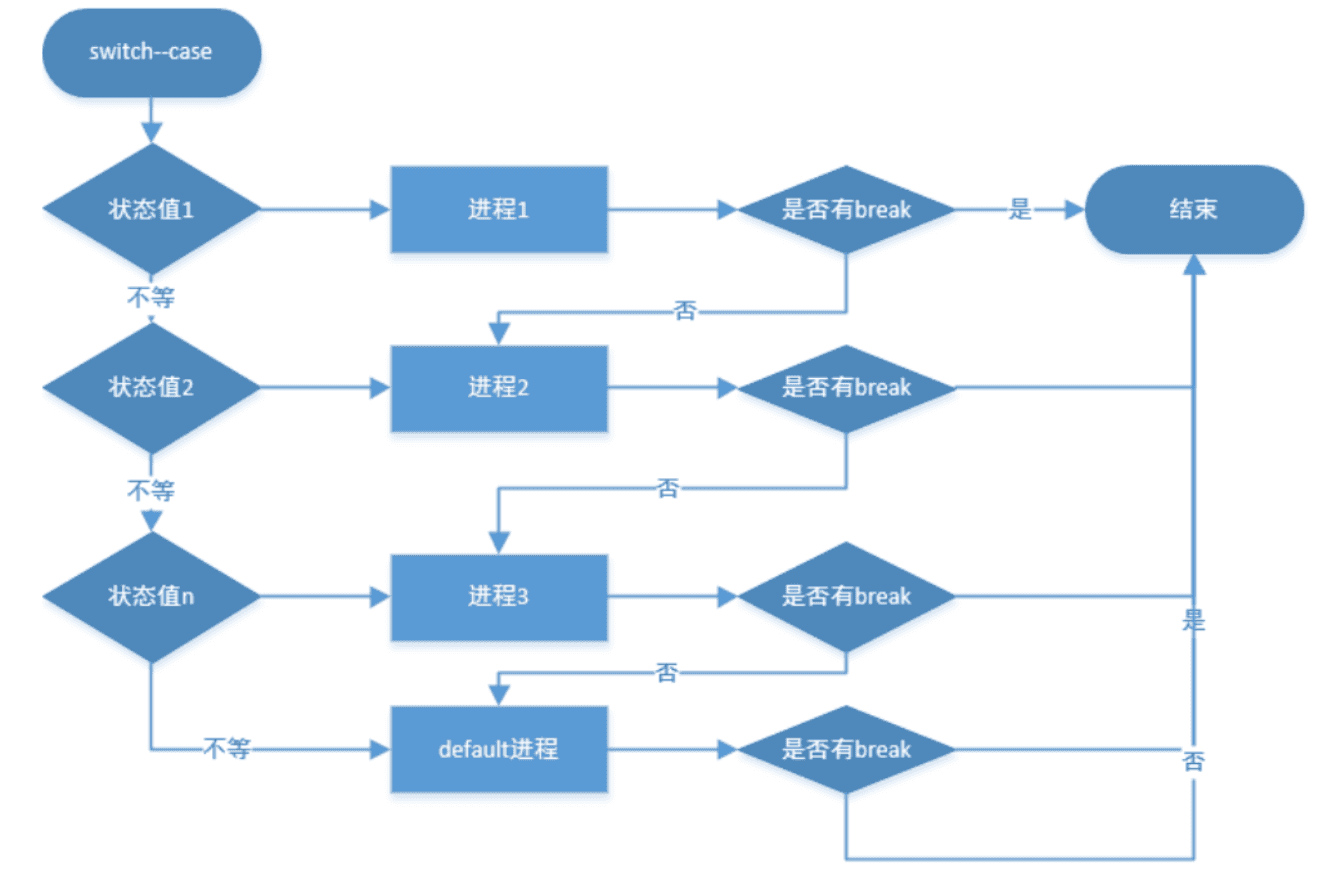 switch--case
状态值1
进程1
是否有break
是
结束
不等
否
状态值2
进程2
是否有break
不等
否
状态值n
进程3
是否有break
是
否
不等
default进程
是否有break
否